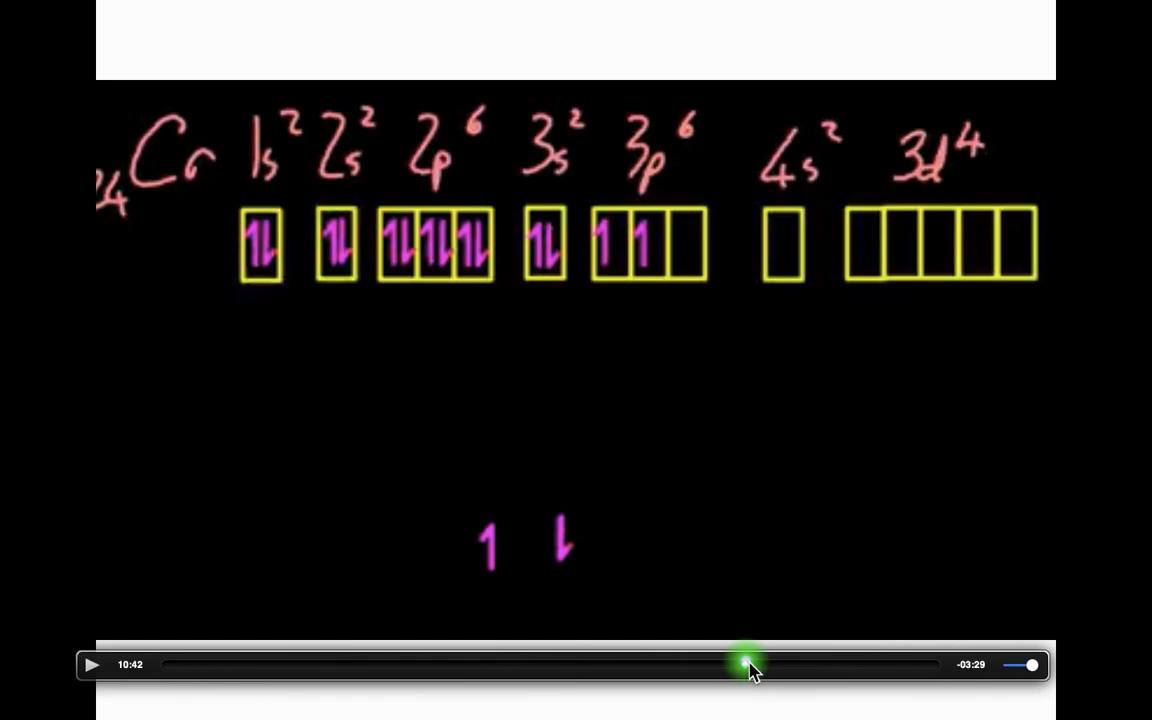 24Cr 1s² 2s² 2p⁶ 3s² 3p⁶ 4s² 3d⁴
↿⇂ ↿⇂ ↿⇂ ↿⇂ ↿⇂ ↿⇂ ↿ ↿
↿ ⇂
10:42 -03:29